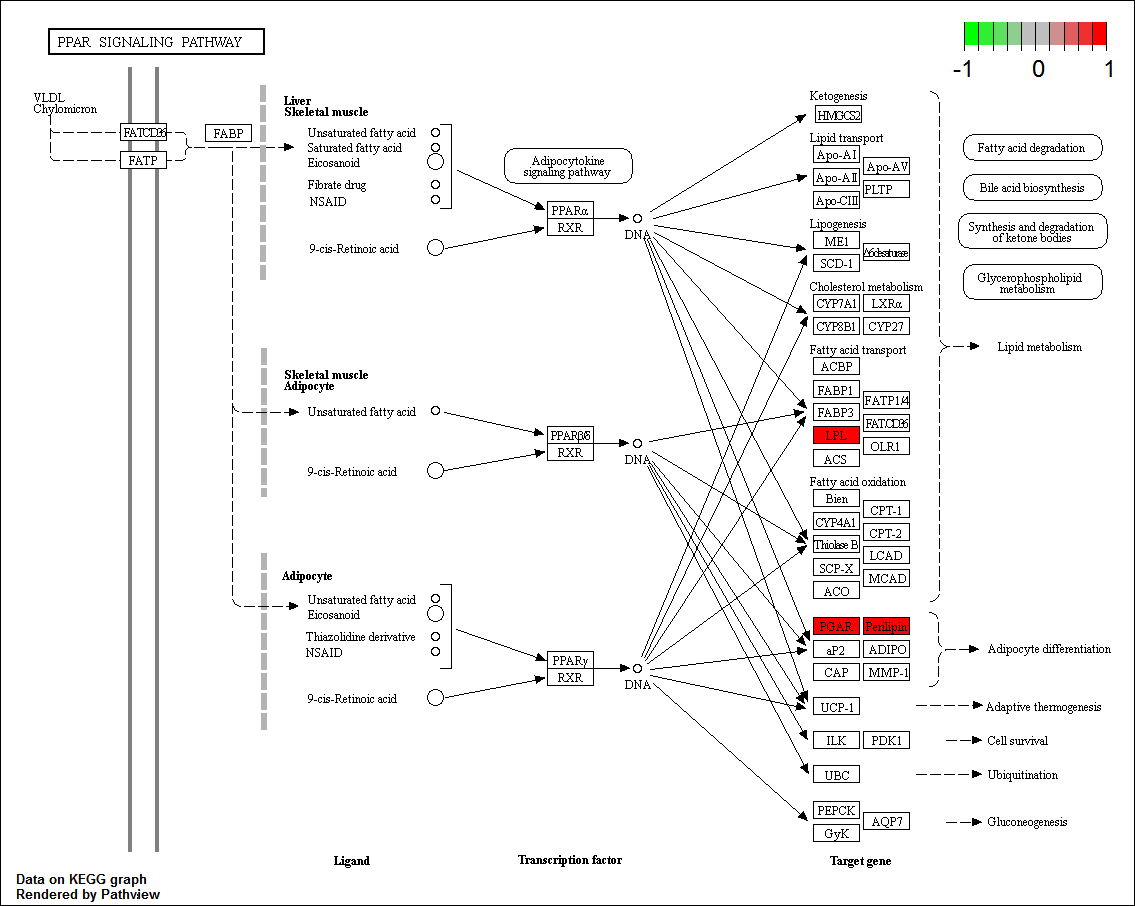 PPAR SIGNALING PATHWAY
-1 0 1
VLDL
Chylomicron
FATCD36
FATP
FABP
Liver
Skeletal muscle
Unsaturated fatty acid
Saturated fatty acid
Eicosanoid
Fibrate drug
NSAID
9-cis-Retinoic acid
Adipocytokine
signaling pathway
PPARα
RXR
DNA
Skeletal muscle
Adipocyte
Unsaturated fatty acid
9-cis-Retinoic acid
PPARβδ
RXR
DNA
Adipocyte
Unsaturated fatty acid
Eicosanoid
Thiazolidine derivative
NSAID
9-cis-Retinoic acid
PPARγ
RXR
DNA
Ketogenesis
HMGCS2
Lipid transport
Apo-AI
Apo-AV
Apo-AII
PLTP
Apo-CIII
Lipogenesis
ME1
SCD-1
Cholesterol metabolism
CYP7A1 LXRα
CYP8B1 CYP27
Fatty acid transport
ACBP
FABP1
FATP1/4
FABP3
FATCD36
LPL
OLR1
ACS
Fatty acid oxidation
Bien
CPT-1
CYP4A1
CPT-2
Thiolase B
LCAD
SCP-X
MCAD
ACO
PGAR Perilipin
aP2 ADIPO
CAP MMP-1
UCP-1
ILK PDK1
UBC
PEPCK
AQP7
GyK
Fatty acid degradation
Bile acid biosynthesis
Synthesis and degradation
of ketone bodies
Glycerophospholipid
metabolism
Lipid metabolism
Adipocyte differentiation
Adaptive thermogenesis
Cell survival
Ubiquitination
Gluconeogenesis
Ligand
Transcription factor
Target gene
Data on KEGG graph
Rendered by Pathview